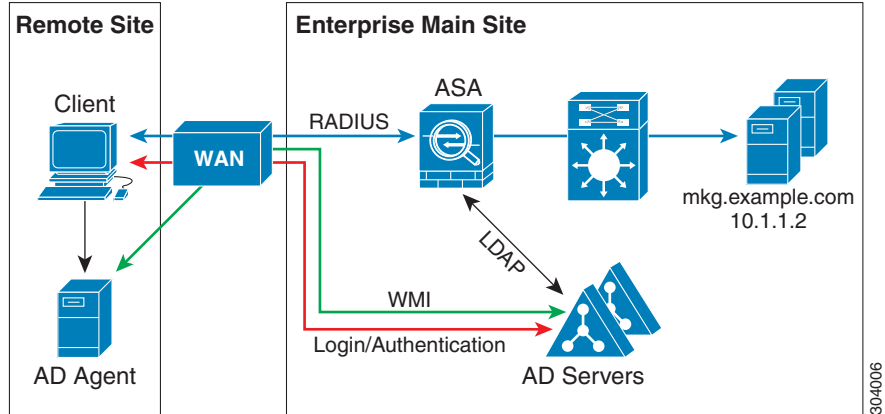 Remote Site
Enterprise Main Site
Client
ASA
RADIUS
WAN
mkg.example.com
10.1.1.2
LDAP
WMI
Login/Authentication
AD Agent
AD Servers
304006